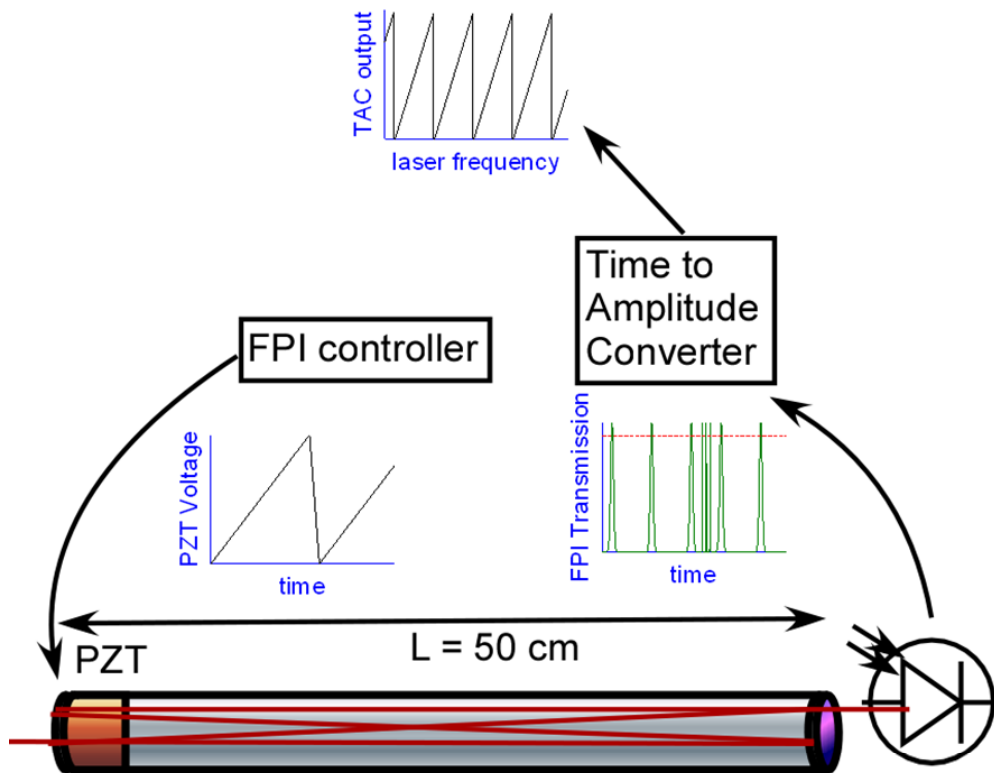 TAC output
laser frequency
Time to
Amplitude
Converter
FPI controller
PZT Voltage
time
FPI Transmission
time
L = 50 cm
PZT